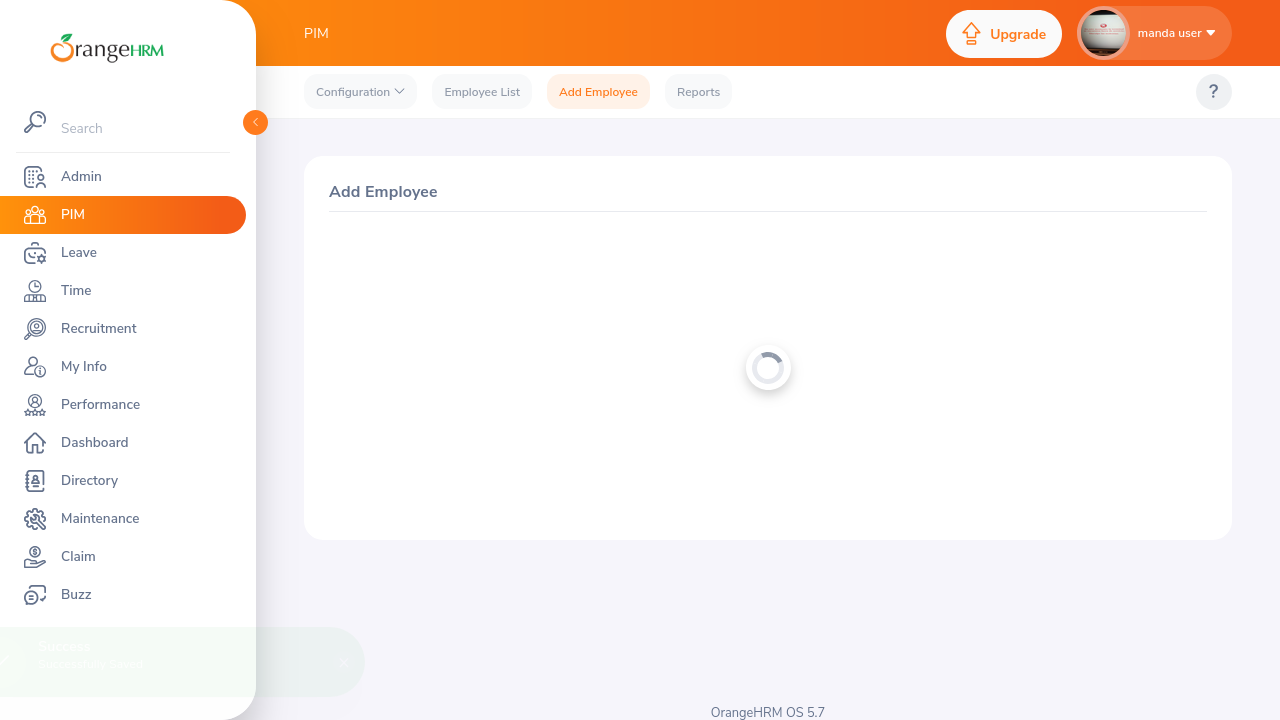 OrangeHRM
PIM
Upgrade
manda user
Configuration
Employee List
Add Employee
Reports
?
Search
Admin
PIM
Leave
Time
Recruitment
My Info
Performance
Dashboard
Directory
Maintenance
Claim
Buzz
Add Employee
Success
Successfully Saved
OrangeHRM OS 5.7